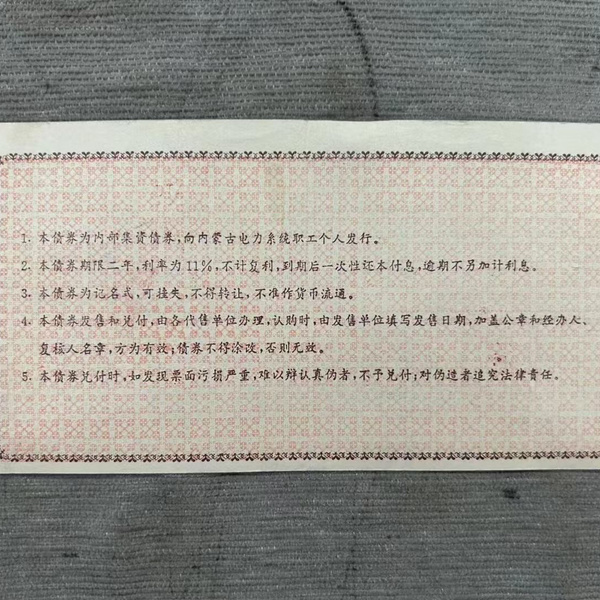 1. 本债券为内部集资债券,向内蒙古电力系统职工个人发行。
2. 本债券期限二年,利率为11%,不计复利,到期后一次性还本付息,逾期不另加计利息。
3. 本债券为记名式,可挂失,不得转让,不准作货币流通。
4. 本债券发售和兑付,由各代售单位办理,认购时,由发售单位填写发售日期,加盖公章和经办人、
复核人名章,方为有效;债券不得涂改,否则无效。
5. 本债券兑付时,如发现票面污损严重,难以辩认真伪者,不予兑付;对伪造者追究法律责任。